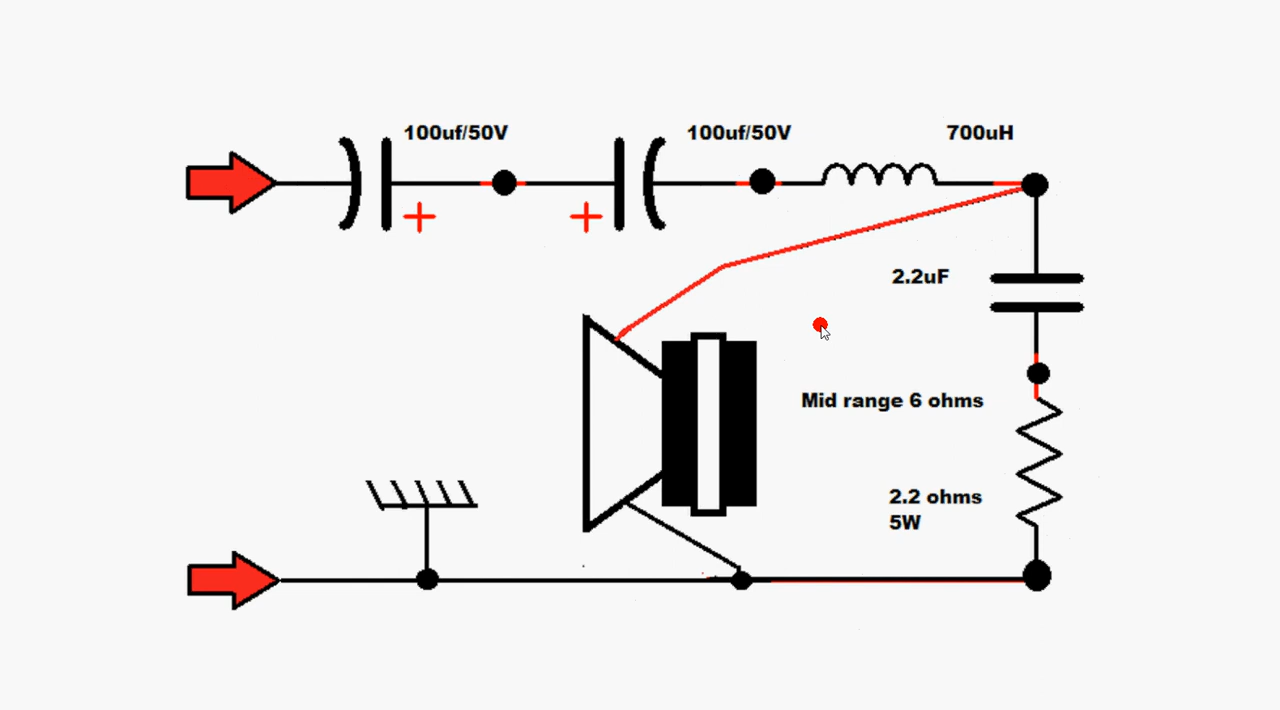 100uf/50V
100uf/50V
700uH
+
+
2.2uF
Mid range 6 ohms
2.2 ohms
5W